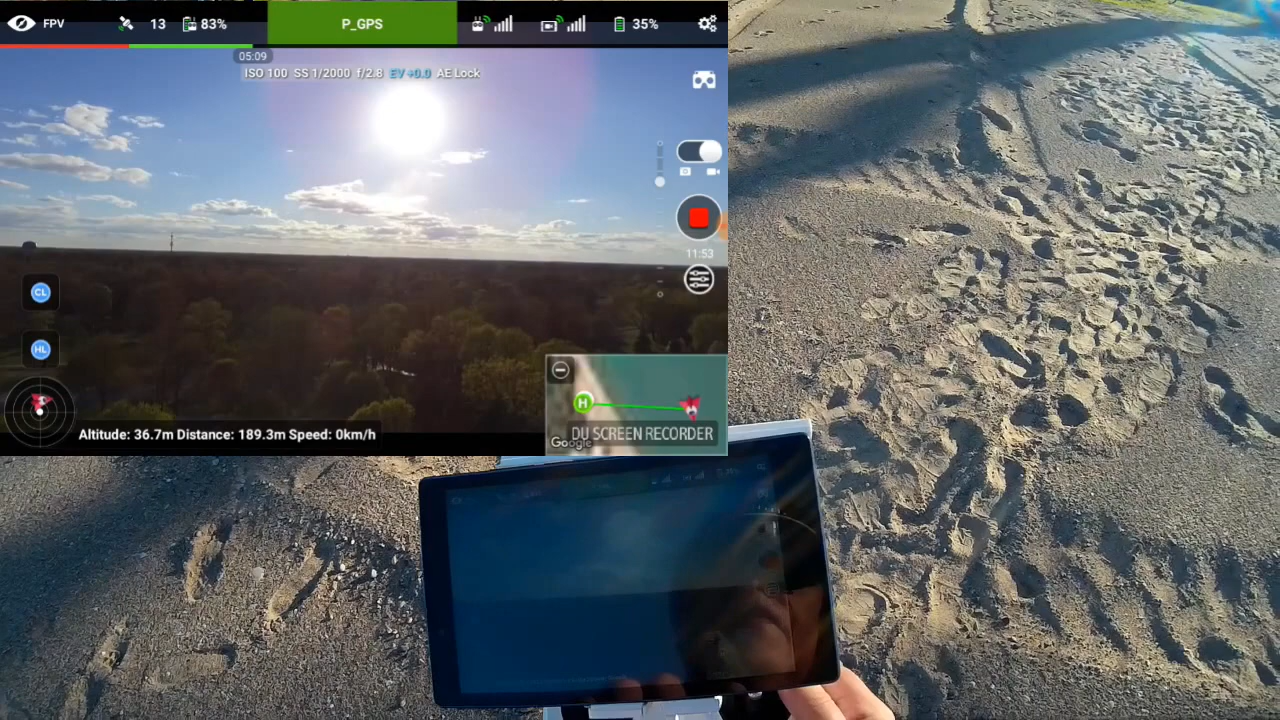 FPV 13 83% P_GPS 35%
05:09
ISO 100 SS 1/2000 f/2.8 EV +0.0 AE Lock
11:53
CL
HL
H
Altitude: 36.7m Distance: 189.3m Speed: 0km/h
DU SCREEN RECORDER
Google